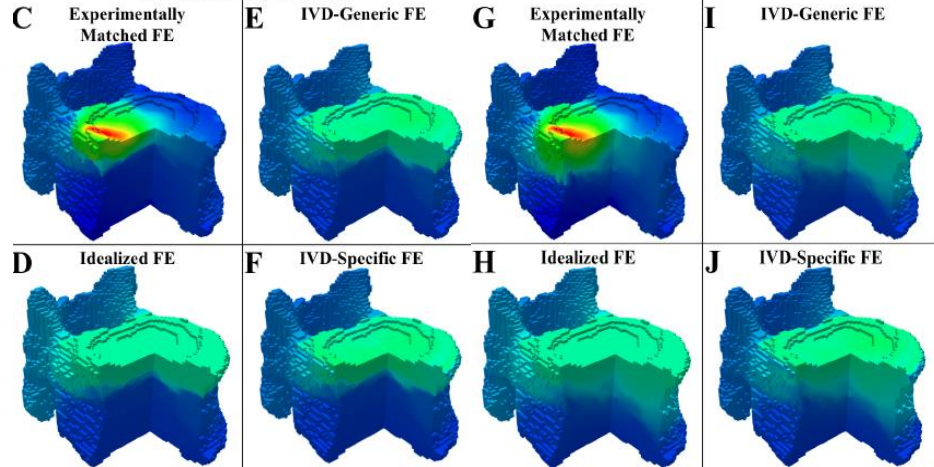 C Experimentally
Matched FE
E IVD-Generic FE
G Experimentally
Matched FE
I IVD-Generic FE
D Idealized FE
F IVD-Specific FE
H Idealized FE
J IVD-Specific FE